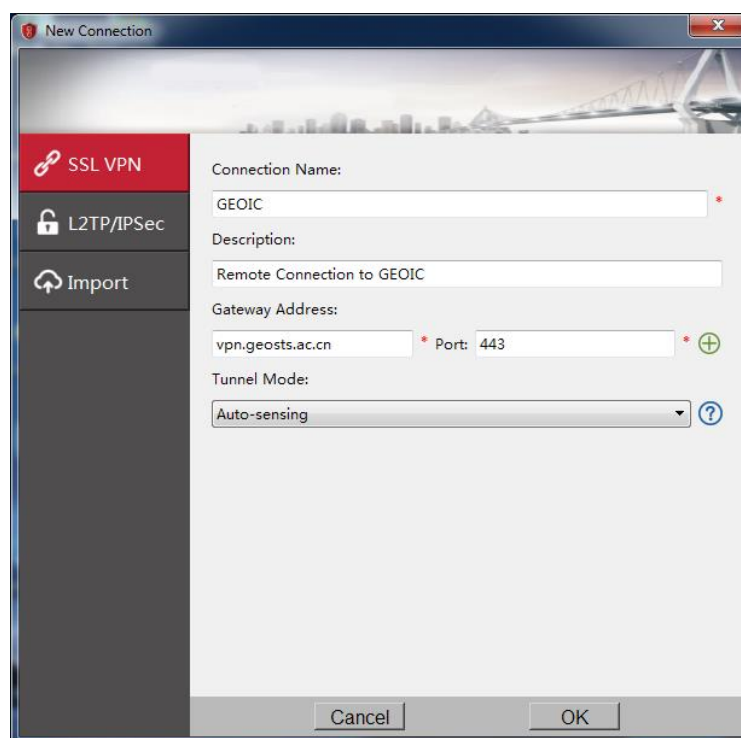 New Connection
SSL VPN
L2TP/IPSec
Import
Connection Name:
GEOIC *
Description:
Remote Connection to GEOIC
Gateway Address:
vpn.geosts.ac.cn * Port: 443 *
Tunnel Mode:
Auto-sensing
Cancel OK